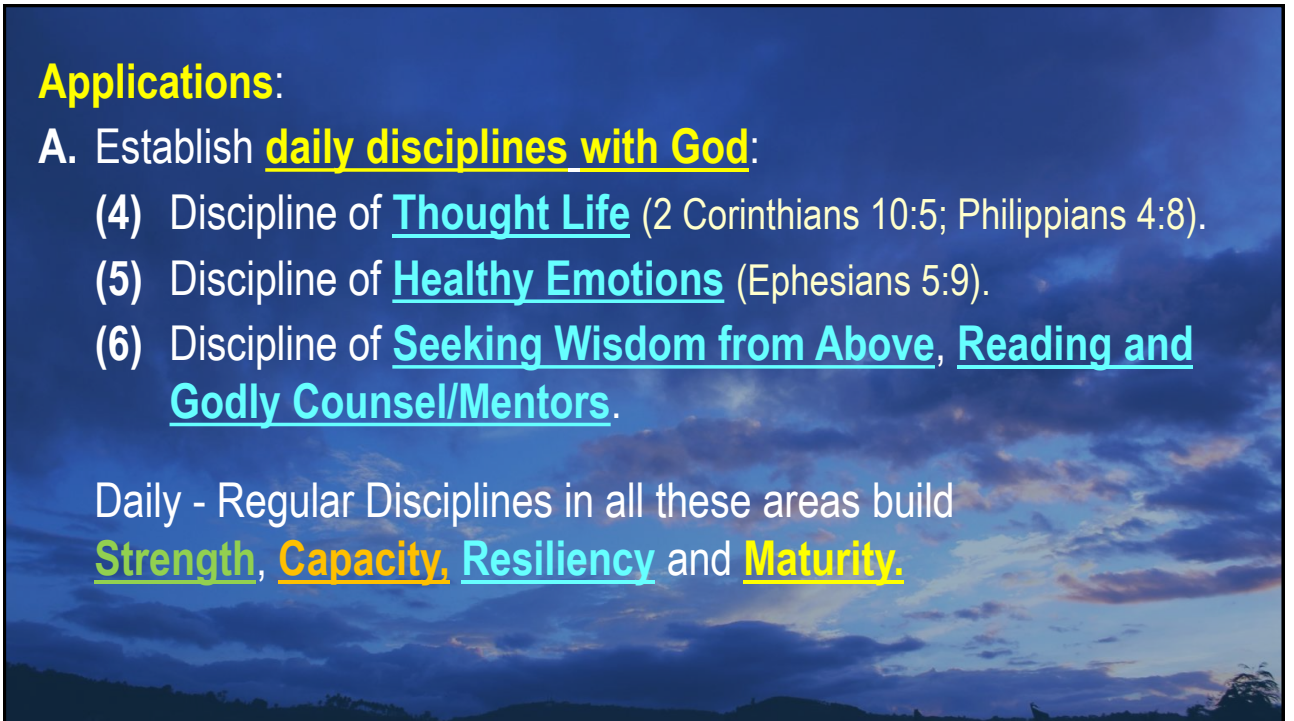 Applications:
A. Establish daily disciplines with God:
(4) Discipline of Thought Life (2 Corinthians 10:5; Philippians 4:8).
(5) Discipline of Healthy Emotions (Ephesians 5:9).
(6) Discipline of Seeking Wisdom from Above, Reading and
Godly Counsel/Mentors.
Daily - Regular Disciplines in all these areas build
Strength, Capacity, Resiliency and Maturity.